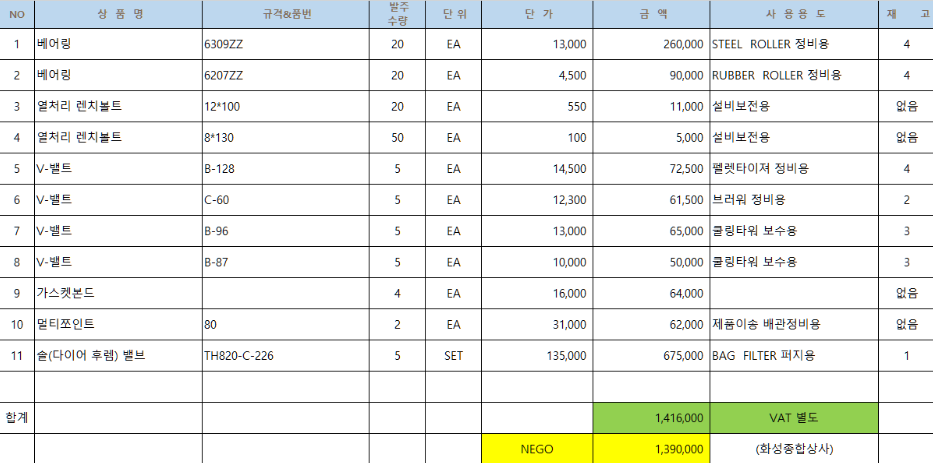 NO 상 품 명 규격&품번 발주 수량 단 위 단 가 금 액 사 용 용 도 재 고
1 베어링 6309ZZ 20 EA 13,000 260,000 STEEL ROLLER 정비용 4
2 베어링 6207ZZ 20 EA 4,500 90,000 RUBBER ROLLER 정비용 4
3 열처리 렌치볼트 12*100 20 EA 550 11,000 설비보전용 없음
4 열처리 렌치볼트 8*130 50 EA 100 5,000 설비보전용 없음
5 V-밸트 B-128 5 EA 14,500 72,500 펠렛타이져 정비용 4
6 V-밸트 C-60 5 EA 12,300 61,500 브러워 정비용 2
7 V-밸트 B-96 5 EA 13,000 65,000 쿨링타워 보수용 3
8 V-밸트 B-87 5 EA 10,000 50,000 쿨링타워 보수용 3
9 가스켓본드 4 EA 16,000 64,000 없음
10 멀티쪼인트 80 2 EA 31,000 62,000 제품이송 배관정비용 없음
11 솔(다이어 후렘) 밸브 TH820-C-226 5 SET 135,000 675,000 BAG FILTER 퍼지용 1
합계 1,416,000 VAT 별도
NEGO 1,390,000 (화성종합상사)